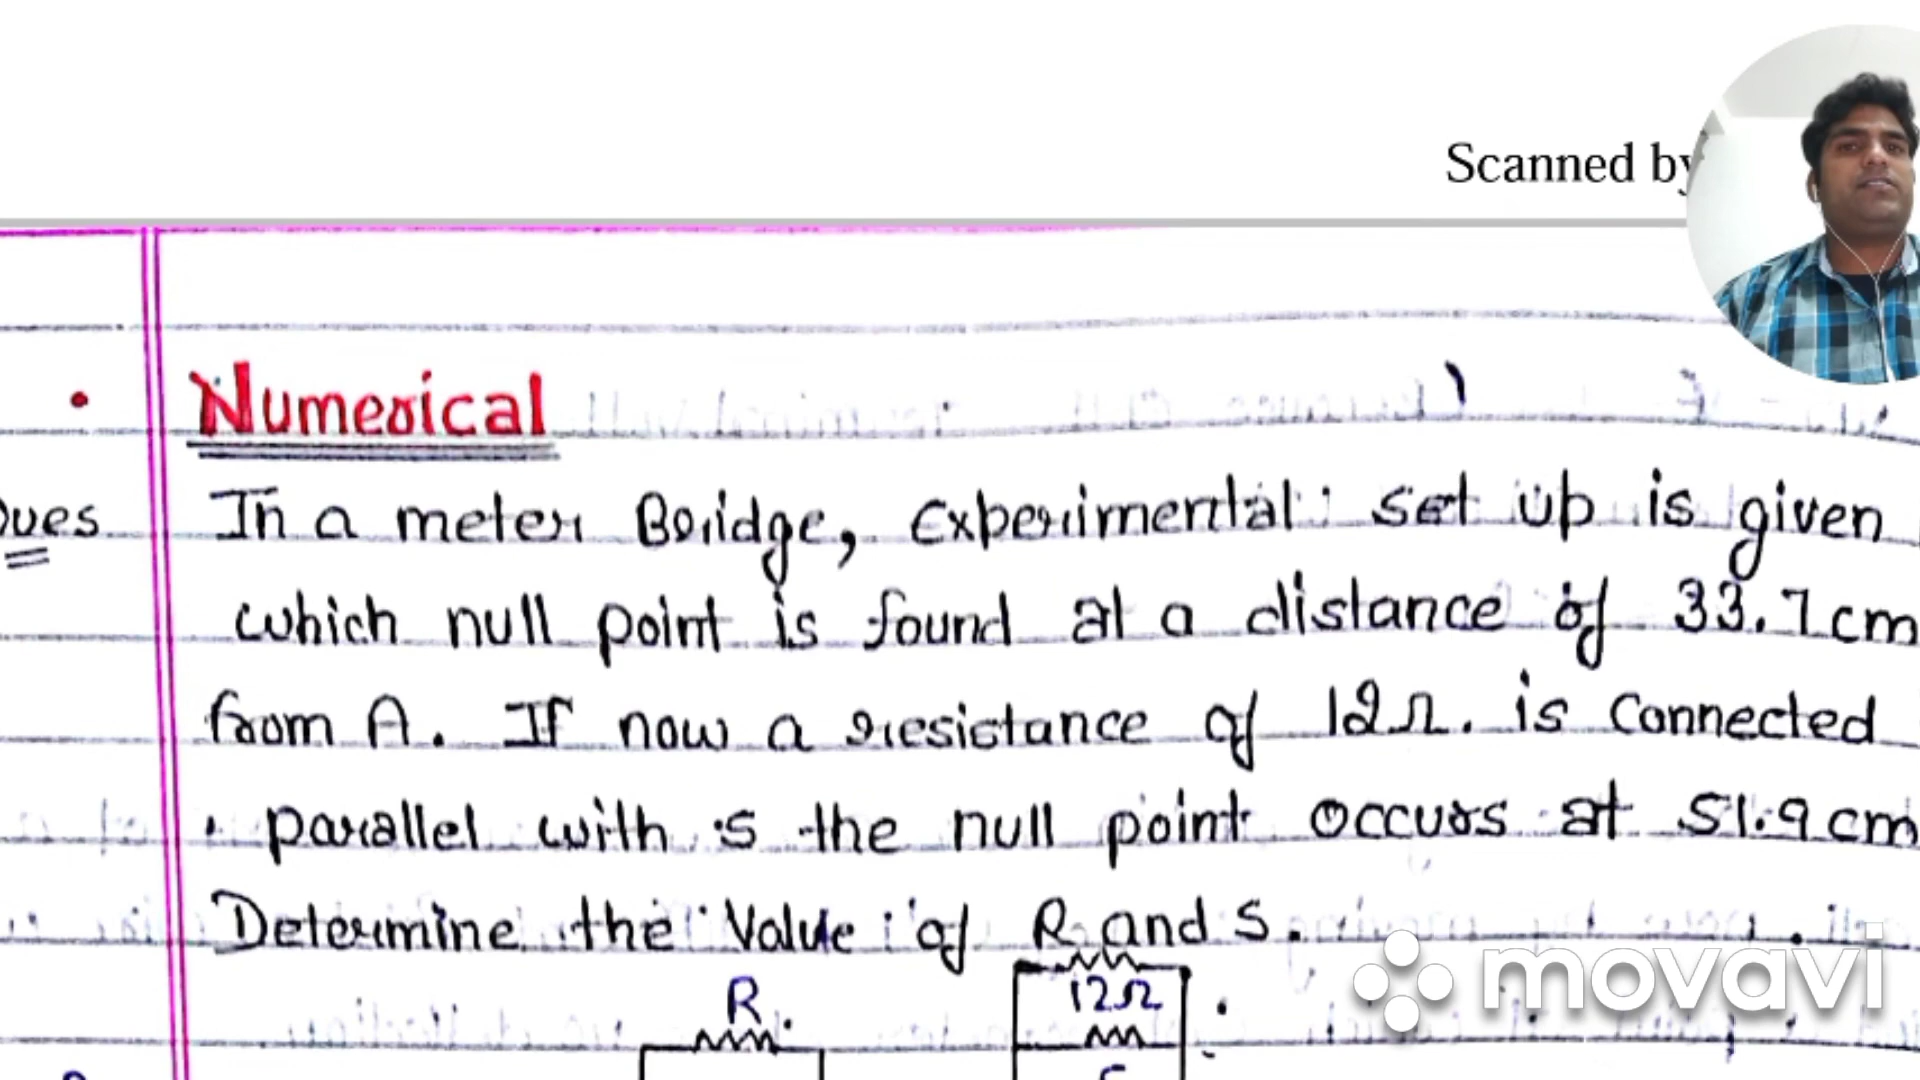 Scanned by
Numerical
Ques
In a meter Bridge, Experimental set up is given
which null point is found at a distance of 33.7cm
from A. If now a resistance of 12Ω. is connected
parallel with s the null point occurs at 51.9cm
Determine the Value of R and S.
R
12Ω
S
movavi